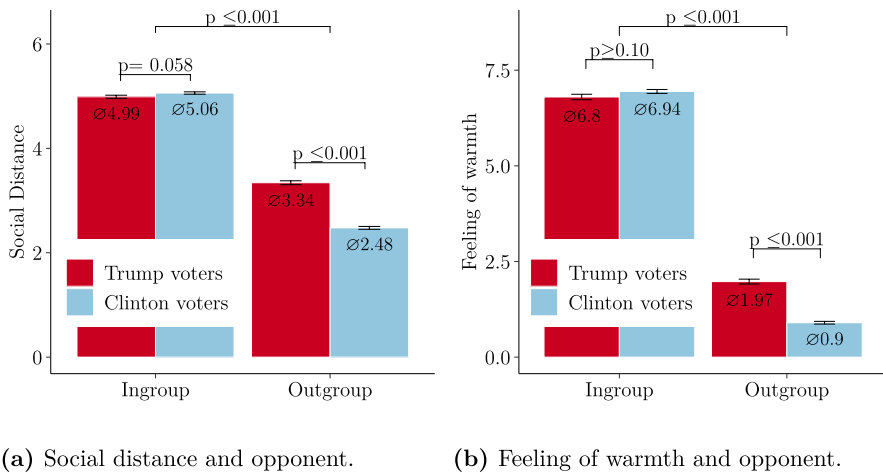 p ≤0.001
p= 0.058
∅4.99
∅5.06
p ≤0.001
∅3.34
∅2.48
Social Distance
6
4
2
0
Trump voters
Clinton voters
Ingroup
Outgroup
(a) Social distance and opponent.
p ≤0.001
p≥0.10
∅6.8
∅6.94
p ≤0.001
∅1.97
∅0.9
Feeling of warmth
7.5
5.0
2.5
0.0
Trump voters
Clinton voters
Ingroup
Outgroup
(b) Feeling of warmth and opponent.